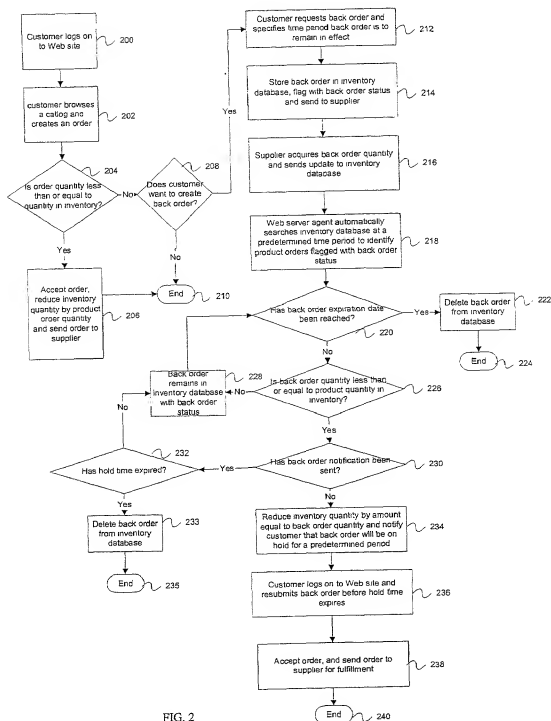 Customer logs on
to Web site
200
customer browses
a catlog and
creates an order
202
204
Is order quantity less
than or equal to
quantity in inventory?
No
Yes
Accept order,
reduce inventory
quantity by product
order quantity
and send order to
supplier
206
208
Does customer
want to create
back order?
Yes
No
End
210
Customer requests back order and
specifies time period back order is to
remain in effect
212
Store back order in inventory
database, flag with back order status
and send to supplier
214
Supplier acquires back order quantity
and sends update to inventory
database
216
Web server agent automatically
searches inventory database at a
predetermined time period to identify
product orders flagged with back order
status
218
Has back order expiration date
been reached?
220
Yes
Delete back order
from inventory
database
222
End
224
No
Is back order quantity less than
or equal to product quantity in
inventory?
226
No
Back order
remains in
inventory database
with back order
status
228
Yes
Has back order notification been
sent?
230
Yes
232
Has hold time expired?
No
Yes
Delete back order
from inventory
database
233
End
235
No
Reduce inventory quantity by amount
equal to back order quantity and notify
customer that back order will be on
hold for a predetermined period
234
Customer logs on to Web site and
resubmits back order before hold time
expires
236
Accept order, and send order to
supplier for fulfillment
238
End
240
FIG. 2